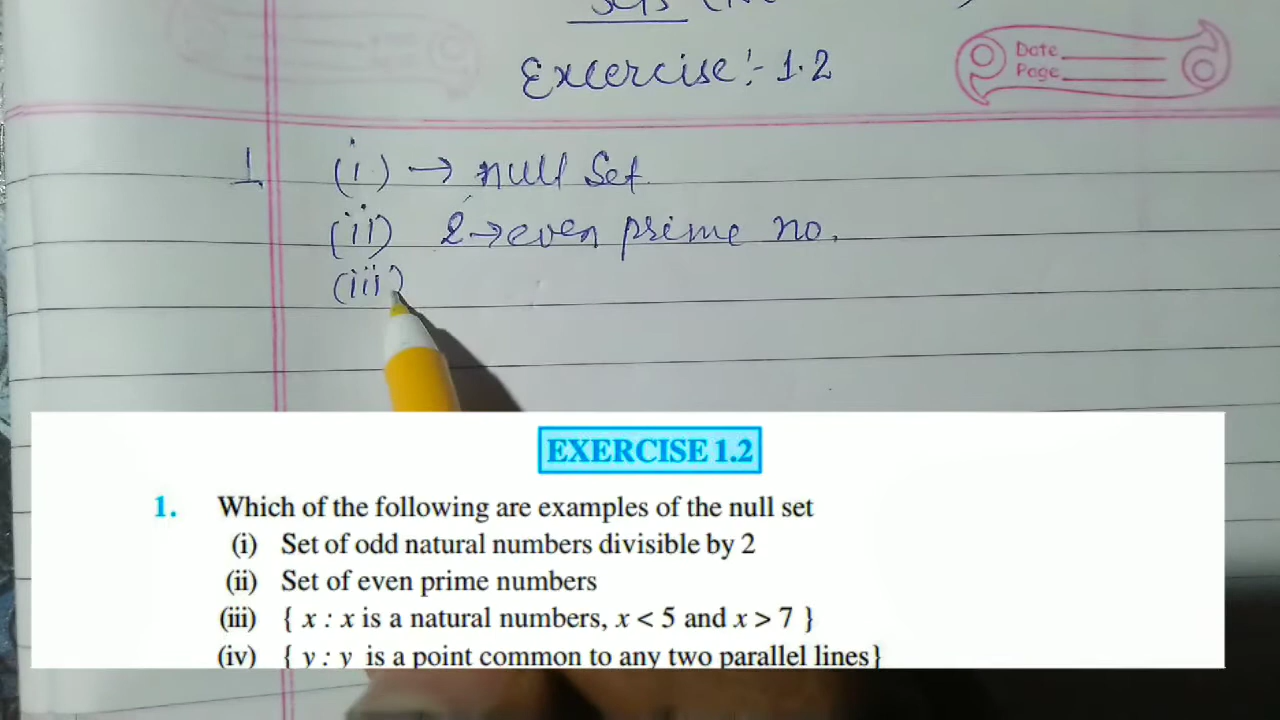 Excercise:- 1.2
Date
Page
1 (i) → null Set
(ii) 2→even prime no.
(iii)
EXERCISE 1.2
1. Which of the following are examples of the null set
(i) Set of odd natural numbers divisible by 2
(ii) Set of even prime numbers
(iii) { x : x is a natural numbers, x < 5 and x > 7 }
(iv) { y : y is a point common to any two parallel lines}